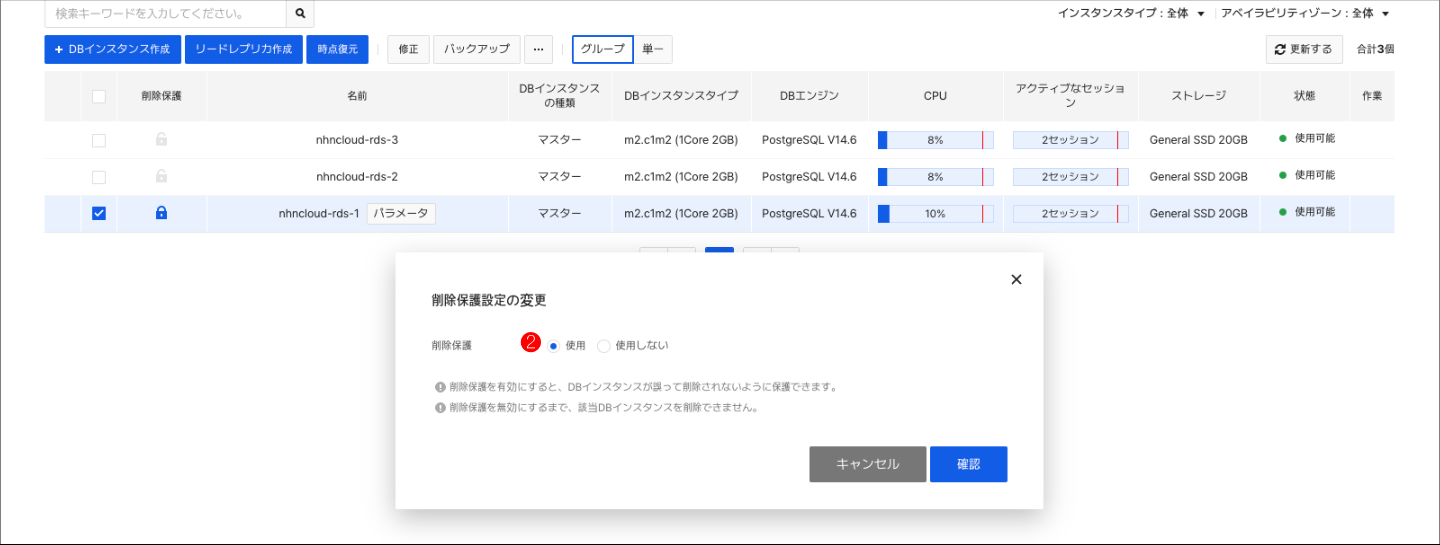 検索キーワードを入力してください。
インスタンスタイプ : 全体 アベイラビリティゾーン : 全体
+ DBインスタンス作成 リードレプリカ作成 時点復元 修正 バックアップ ... グループ 単一 更新する 合計3個
削除保護 名前 DBインスタンスの種類 DBインスタンスタイプ DBエンジン CPU アクティブなセッション ストレージ 状態 作業
nhncloud-rds-3 マスター m2.c1m2 (1Core 2GB) PostgreSQL V14.6 8% 2セッション General SSD 20GB 使用可能
nhncloud-rds-2 マスター m2.c1m2 (1Core 2GB) PostgreSQL V14.6 8% 2セッション General SSD 20GB 使用可能
nhncloud-rds-1 パラメータ マスター m2.c1m2 (1Core 2GB) PostgreSQL V14.6 10% 2セッション General SSD 20GB 使用可能
削除保護設定の変更
削除保護 2 使用 使用しない
削除保護を有効にすると、DBインスタンスが誤って削除されないように保護できます。
削除保護を無効にするまで、該当DBインスタンスを削除できません。
キャンセル 確認